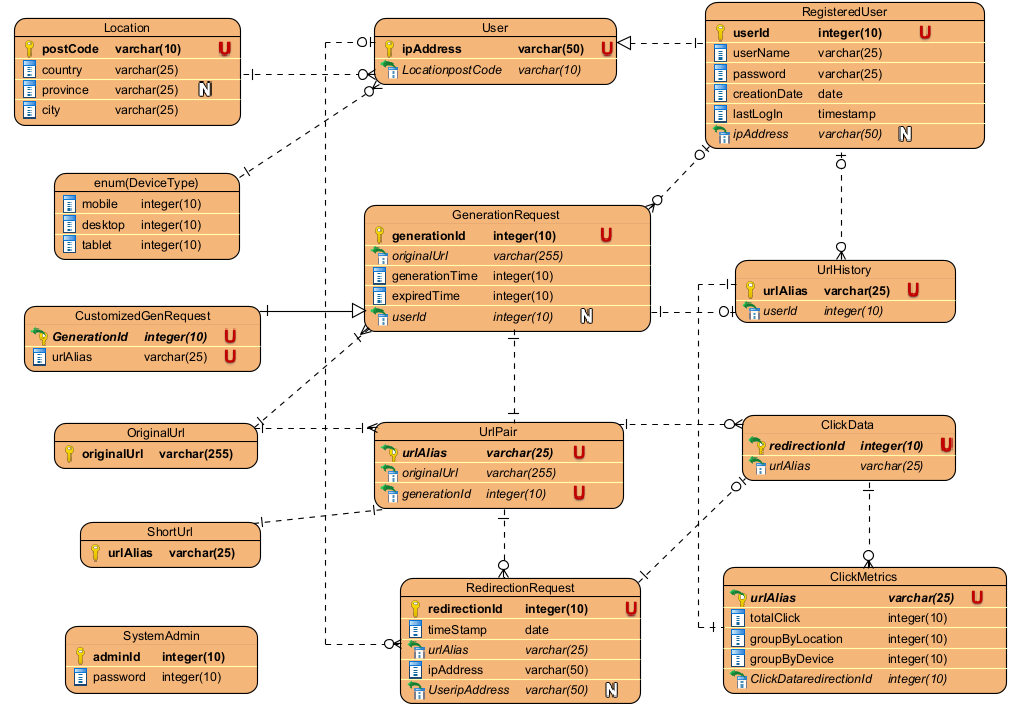 Location
postCode varchar(10) U
country varchar(25)
province varchar(25) N
city varchar(25)
User
ipAddress varchar(50) U
LocationpostCode varchar(10)
RegisteredUser
userId integer(10) U
userName varchar(25)
password varchar(25)
creationDate date
lastLogIn timestamp
ipAddress varchar(50) N
enum(DeviceType)
mobile integer(10)
desktop integer(10)
tablet integer(10)
GenerationRequest
generationId integer(10) U
originalUrl varchar(255)
generationTime integer(10)
expiredTime integer(10)
userId integer(10) N
UrlHistory
urlAlias varchar(25) U
userId integer(10)
CustomizedGenRequest
GenerationId integer(10) U
urlAlias varchar(25) U
OriginalUrl
originalUrl varchar(255)
UrlPair
urlAlias varchar(25) U
originalUrl varchar(255)
generationId integer(10) U
ClickData
redirectionId integer(10) U
urlAlias varchar(25)
ShortUrl
urlAlias varchar(25)
RedirectionRequest
redirectionId integer(10) U
timeStamp date
urlAlias varchar(25)
ipAddress varchar(50)
UseripAddress varchar(50) N
ClickMetrics
urlAlias varchar(25) U
totalClick integer(10)
groupByLocation integer(10)
groupByDevice integer(10)
ClickDataredirectionId integer(10)
SystemAdmin
adminId integer(10)
password integer(10)